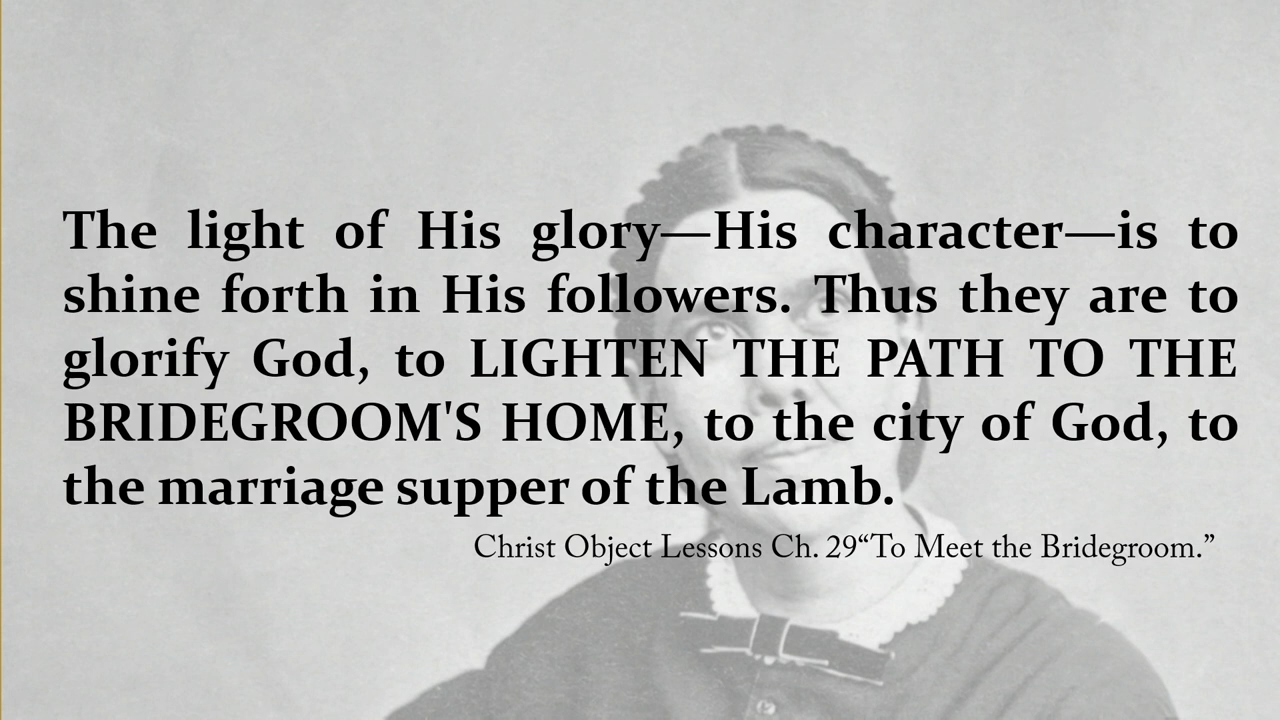 The light of His glory—His character—is to
shine forth in His followers. Thus they are to
glorify God, to LIGHTEN THE PATH TO THE
BRIDEGROOM'S HOME, to the city of God, to
the marriage supper of the Lamb.
Christ Object Lessons Ch. 29“To Meet the Bridegroom.”